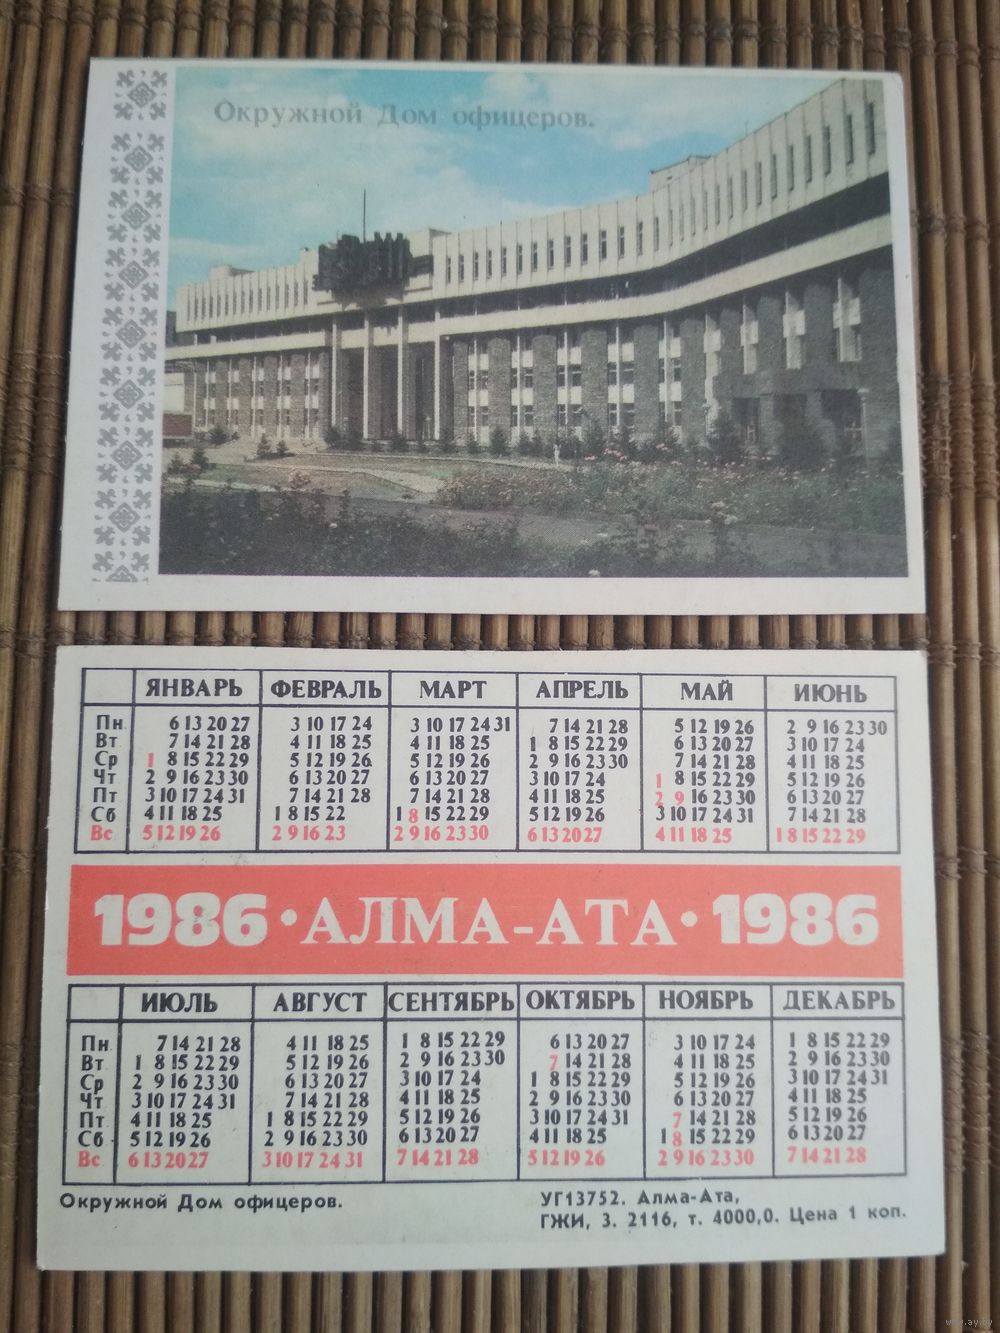 Окружной Дом офицеров.
ЯНВАРЬ ФЕВРАЛЬ МАРТ АПРЕЛЬ МАЙ ИЮНЬ
Пн 6 13 20 27 3 10 17 24 3 10 17 24 31 7 14 21 28 5 12 19 26 2 9 16 23 30
Вт 7 14 21 28 4 11 18 25 4 11 18 25 1 8 15 22 29 6 13 20 27 3 10 17 24
Ср 1 8 15 22 29 5 12 19 26 5 12 19 26 2 9 16 23 30 7 14 21 28 4 11 18 25
Чт 2 9 16 23 30 6 13 20 27 6 13 20 27 3 10 17 24 1 8 15 22 29 5 12 19 26
Пт 3 10 17 24 31 7 14 21 28 7 14 21 28 4 11 18 25 2 9 16 23 30 6 13 20 27
Сб 4 11 18 25 1 8 15 22 1 8 15 22 29 5 12 19 26 3 10 17 24 31 7 14 21 28
Вс 5 12 19 26 2 9 16 23 2 9 16 23 30 6 13 20 27 4 11 18 25 1 8 15 22 29
1986 • АЛМА-АТА • 1986
ИЮЛЬ АВГУСТ СЕНТЯБРЬ ОКТЯБРЬ НОЯБРЬ ДЕКАБРЬ
Пн 7 14 21 28 4 11 18 25 1 8 15 22 29 6 13 20 27 3 10 17 24 1 8 15 22 29
Вт 1 8 15 22 29 5 12 19 26 2 9 16 23 30 7 14 21 28 4 11 18 25 2 9 16 23 30
Ср 2 9 16 23 30 6 13 20 27 3 10 17 24 1 8 15 22 29 5 12 19 26 3 10 17 24 31
Чт 3 10 17 24 31 7 14 21 28 4 11 18 25 2 9 16 23 30 6 13 20 27 4 11 18 25
Пт 4 11 18 25 1 8 15 22 29 5 12 19 26 3 10 17 24 31 7 14 21 28 5 12 19 26
Сб 5 12 19 26 2 9 16 23 30 6 13 20 27 4 11 18 25 1 8 15 22 29 6 13 20 27
Вс 6 13 20 27 3 10 17 24 31 7 14 21 28 5 12 19 26 2 9 16 23 30 7 14 21 28
Окружной Дом офицеров.
УГ13752. Алма-Ата,
ГЖИ, З. 2116, т. 4000,0. Цена 1 коп.
www.ay.by